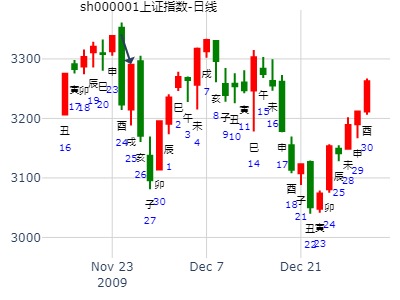 sh000001上证指数-日线
3300
3200
3100
3000
丑
16
寅
17
卯
18
辰
19
巳
20
申
23
酉
24
戌
25
亥
26
子
27
卯
30
辰
1
巳
2
午
3
未
4
戌
7
亥
8
子
9
丑
10
寅
11
巳
14
午
15
未
16
申
17
酉
18
子
21
丑
22
寅
23
卯
24
辰
25
未
28
申
29
酉
30
Nov 23
2009
Dec 7
Dec 21